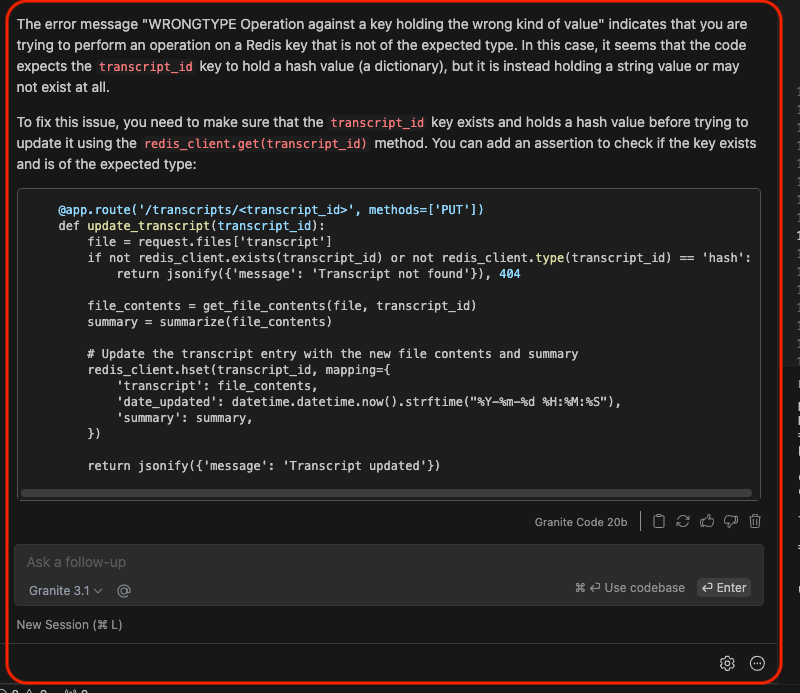 The error message "WRONGTYPE Operation against a key holding the wrong kind of value" indicates that you are
trying to perform an operation on a Redis key that is not of the expected type. In this case, it seems that the code
expects the transcript_id key to hold a hash value (a dictionary), but it is instead holding a string value or may
not exist at all.
To fix this issue, you need to make sure that the transcript_id key exists and holds a hash value before trying to
update it using the redis_client.get(transcript_id) method. You can add an assertion to check if the key exists
and is of the expected type:
@app.route('/transcripts/<transcript_id>', methods=['PUT'])
def update_transcript(transcript_id):
    file = request.files['transcript']
    if not redis_client.exists(transcript_id) or not redis_client.type(transcript_id) == 'hash':
        return jsonify({'message': 'Transcript not found'}), 404
    file_contents = get_file_contents(file, transcript_id)
    summary = summarize(file_contents)
    # Update the transcript entry with the new file contents and summary
    redis_client.hset(transcript_id, mapping={
        'transcript': file_contents,
        'date_updated': datetime.datetime.now().strftime("%Y-%m-%d %H:%M:%S"),
        'summary': summary,
    })
    return jsonify({'message': 'Transcript updated'})
Granite Code 20b
Ask a follow-up
Granite 3.1 @ ⌘ ⏎ Use codebase ⏎ Enter
New Session (⌘ L)